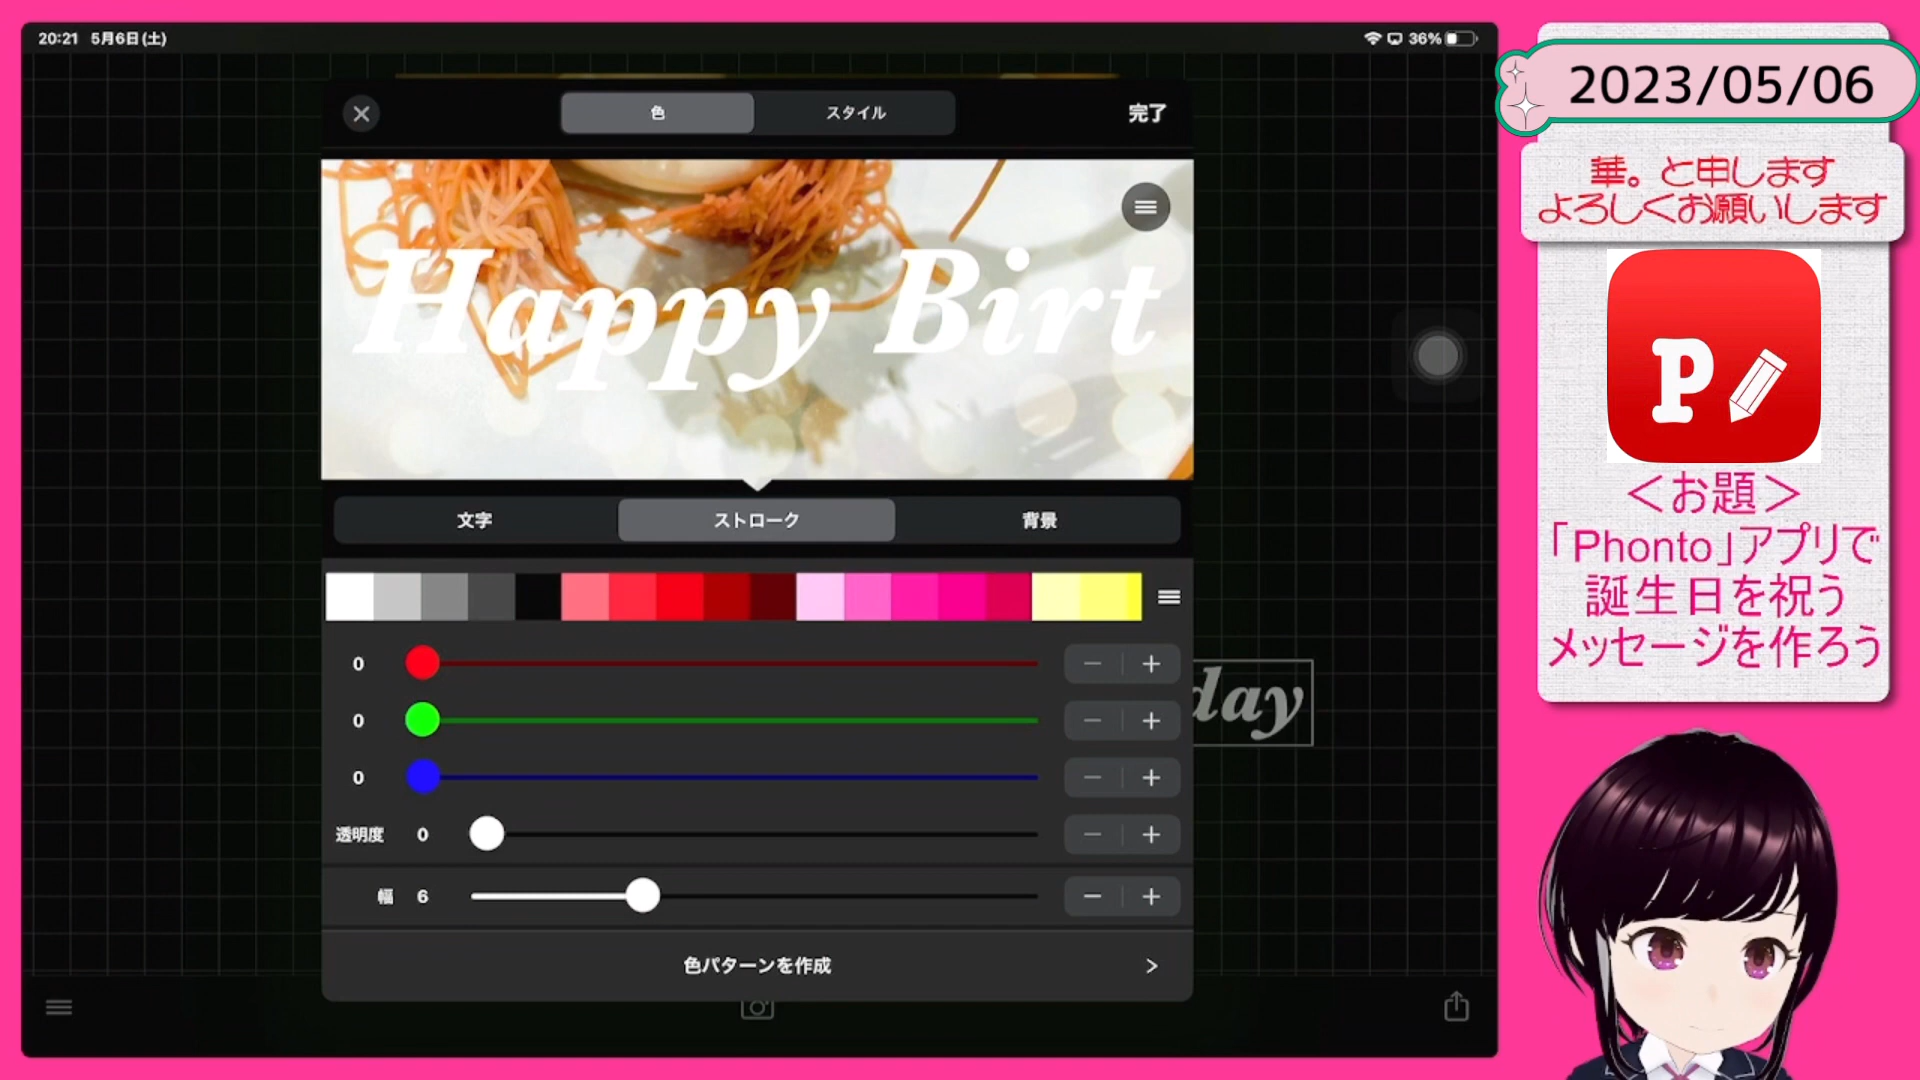 20:21 5月6日(土)
36%
色
スタイル
完了
Happy Birt
文字
ストローク
背景
0
0
0
透明度 0
幅 6
色パターンを作成
day
2023/05/06
華。と申します
よろしくお願いします
P
＜お題＞
「Phonto」アプリで
誕生日を祝う
メッセージを作ろう